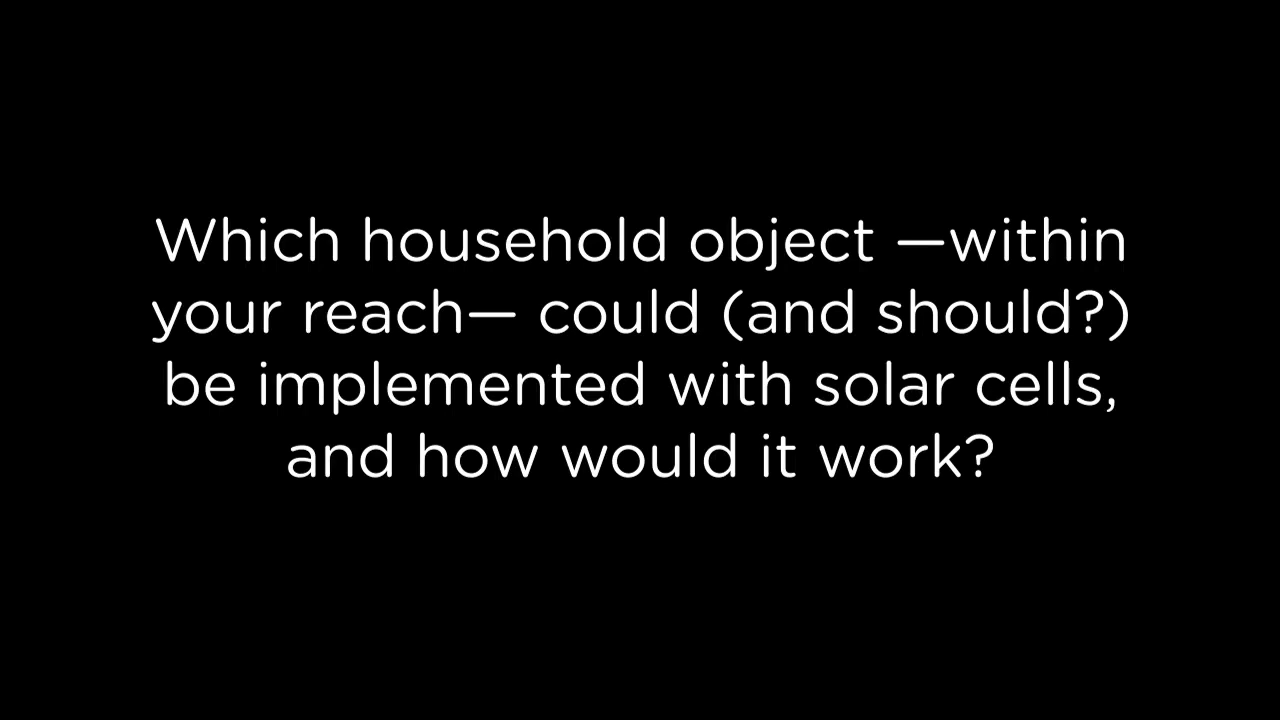 Which household object —within
your reach— could (and should?)
be implemented with solar cells,
and how would it work?